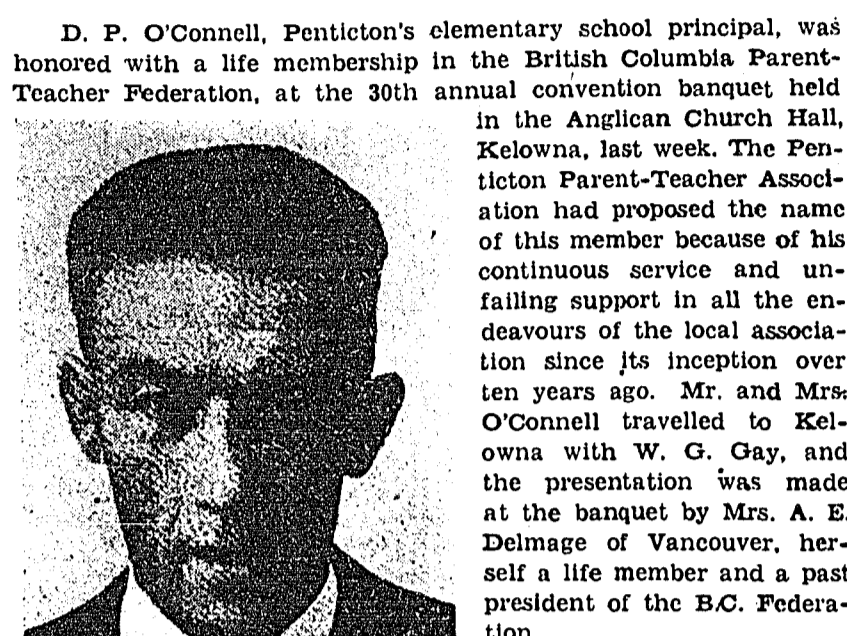 D. P. O'Connell, Penticton's elementary school principal, was
honored with a life membership in the British Columbia Parent-
Teacher Federation, at the 30th annual convention banquet held
in the Anglican Church Hall,
Kelowna, last week. The Pen-
ticton Parent-Teacher Associ-
ation had proposed the name
of this member because of his
continuous service and un-
failing support in all the en-
deavours of the local associa-
tion since its inception over
ten years ago. Mr. and Mrs.
O'Connell travelled to Kel-
owna with W. G. Gay, and
the presentation was made
at the banquet by Mrs. A. E.
Delmage of Vancouver, her-
self a life member and a past
president of the B.C. Federa-
tion